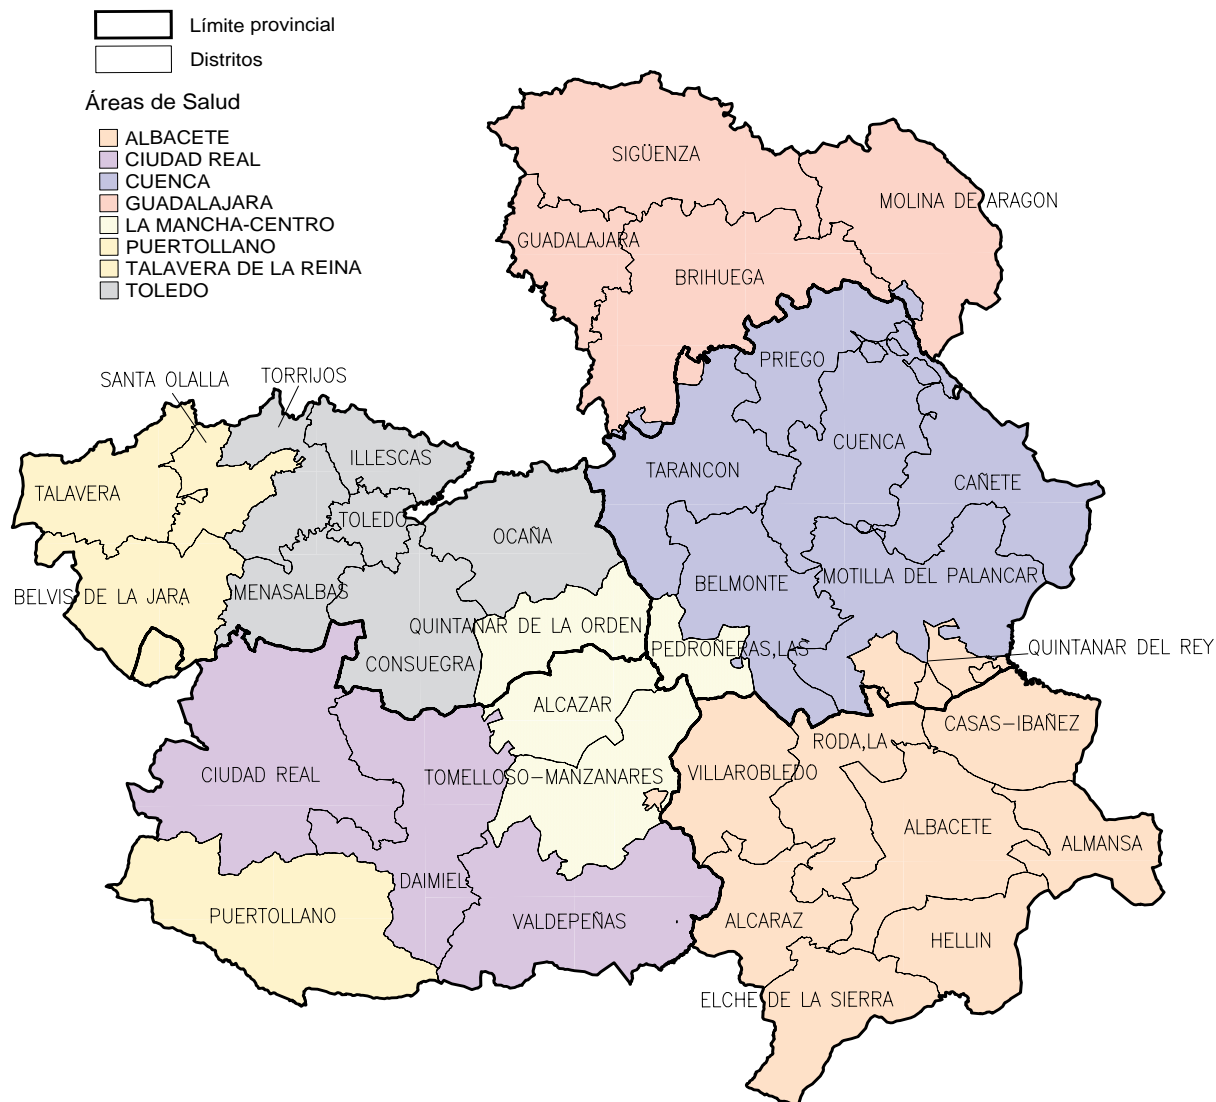 Límite provincial
Distritos
Áreas de Salud
ALBACETE
CIUDAD REAL
CUENCA
GUADALAJARA
LA MANCHA-CENTRO
PUERTOLLANO
TALAVERA DE LA REINA
TOLEDO
SIGÜENZA
MOLINA DE ARAGON
GUADALAJARA
BRIHUEGA
PRIEGO
SANTA OLALLA
TORRIJOS
CUENCA
ILLESCAS
TARANCON
CAÑETE
TALAVERA
TOLEDO
OCAÑA
MOTILLA DEL PALANCAR
BELMONTE
MENASALBAS
BELVIS DE LA JARA
QUINTANAR DE LA ORDEN
PEDROÑERAS,LAS
QUINTANAR DEL REY
CONSUEGRA
ALCAZAR
CASAS-IBAÑEZ
RODA,LA
CIUDAD REAL
TOMELLOSO-MANZANARES
VILLAROBLEDO
ALBACETE
ALMANSA
DAIMIEL
PUERTOLLANO
VALDEPEÑAS
ALCARAZ
HELLIN
ELCHE DE LA SIERRA